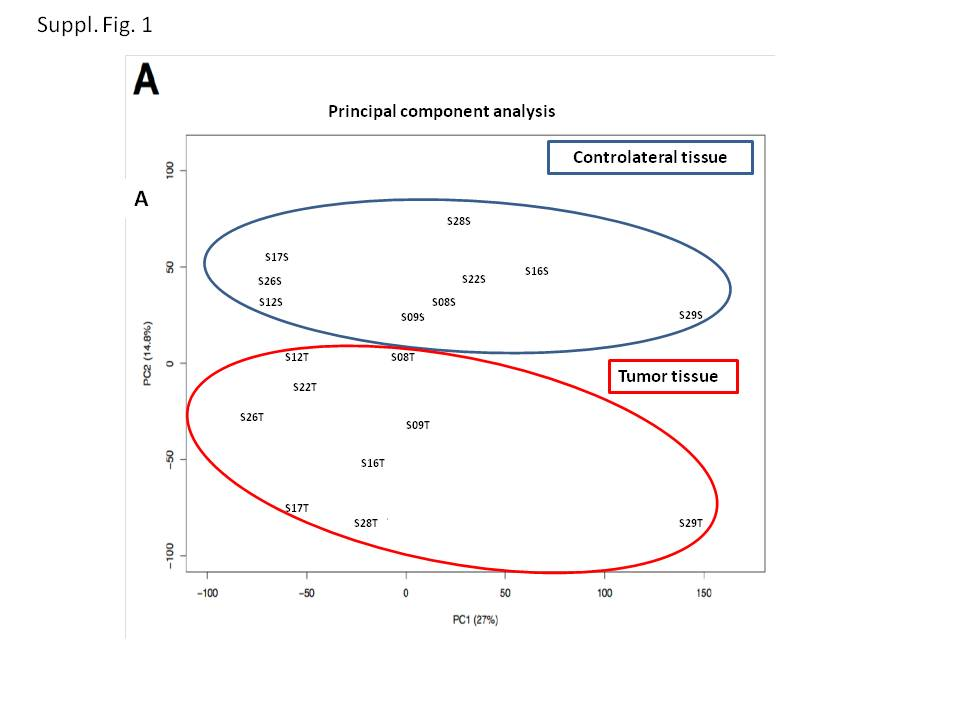 Suppl. Fig. 1
A
Principal component analysis
Controlateral tissue
A
S28S
S17S
S26S
S22S
S16S
S12S
S08S
S09S
S29S
S12T
S08T
Tumor tissue
S22T
S26T
S09T
S16T
S17T
S28T
S29T
100
50
0
−50
−100
PC2 (14.8%)
−100 −50 0 50 100 150
PC1 (27%)